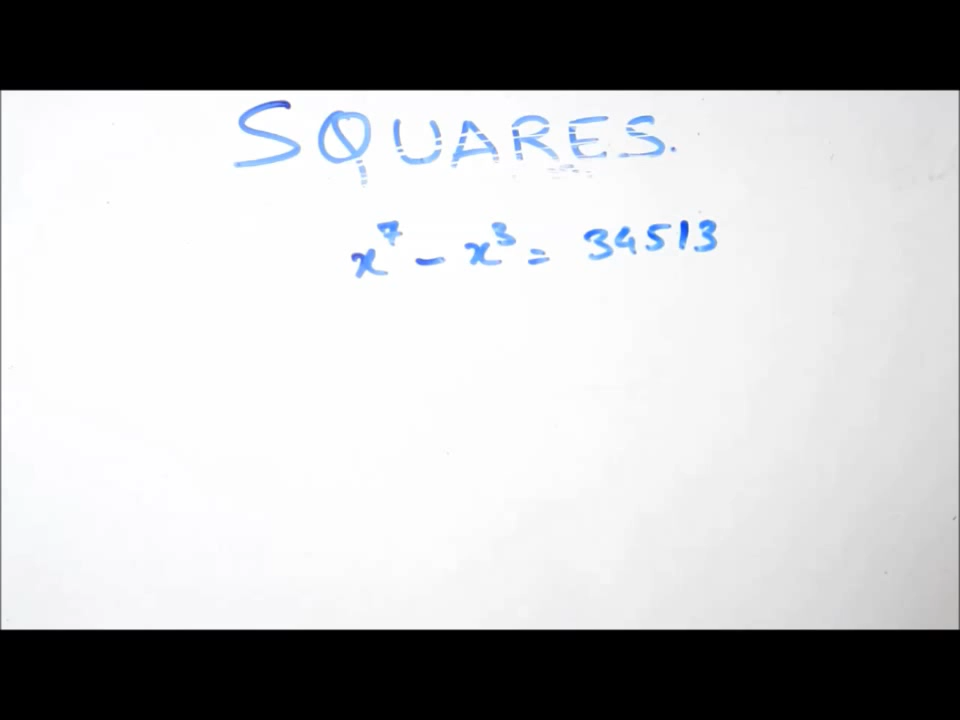 SQUARES.
x⁷ - x³ = 34513